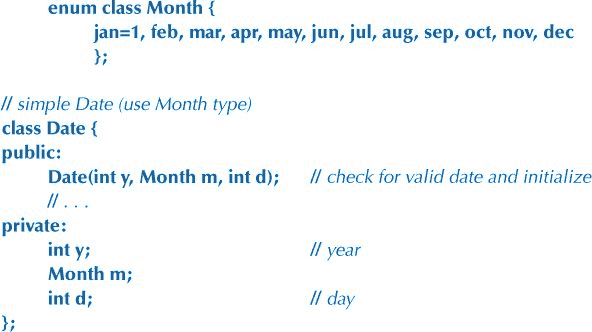 enum class Month {
jan=1, feb, mar, apr, may, jun, jul, aug, sep, oct, nov, dec
};
// simple Date (use Month type)
class Date {
public:
Date(int y, Month m, int d); // check for valid date and initialize
// . . .
private:
int y; // year
Month m;
int d; // day
};